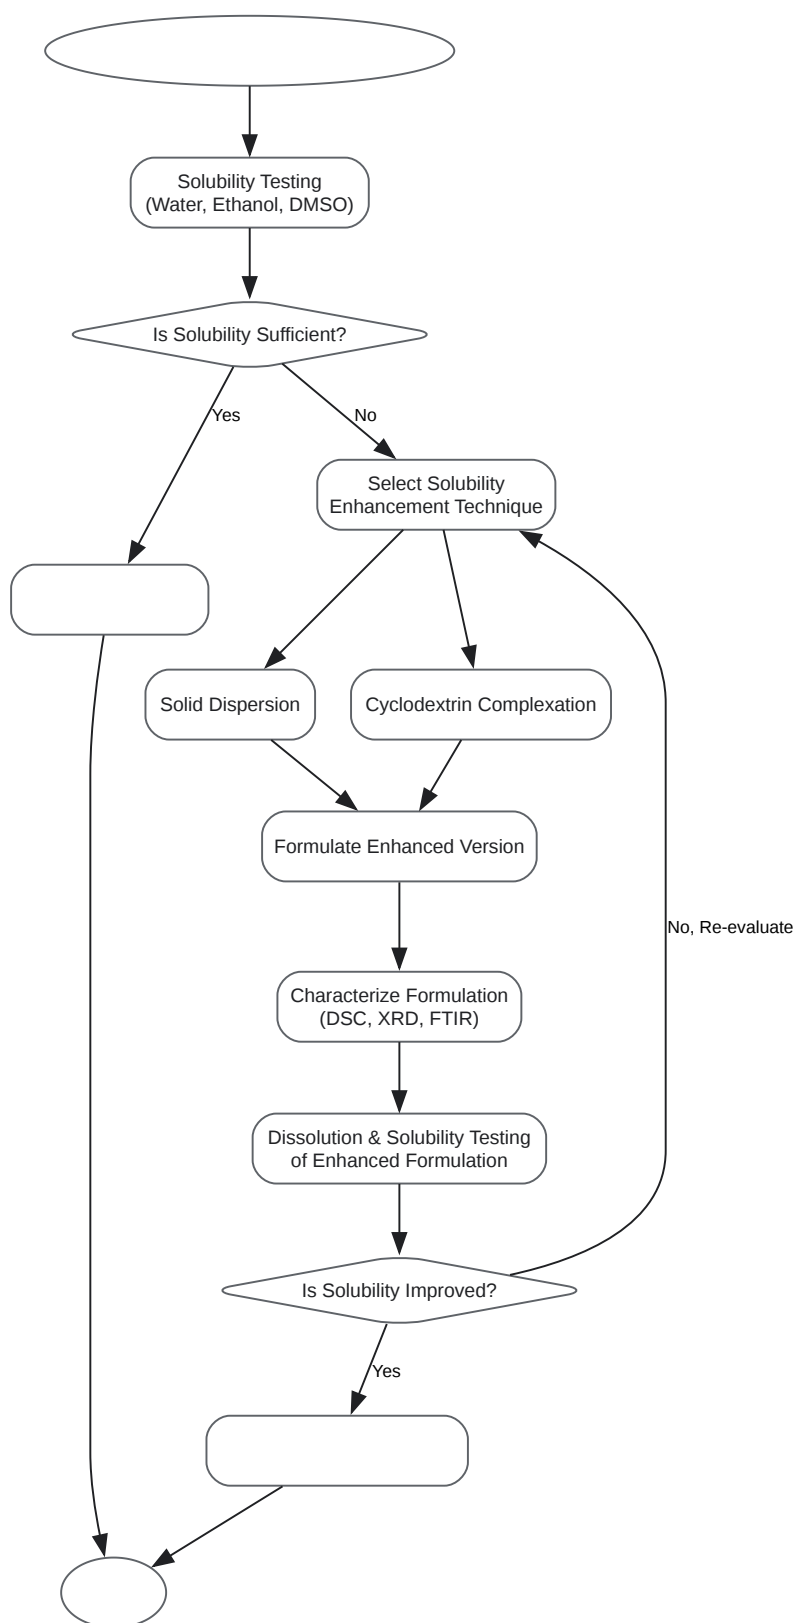 Solubility Testing
(Water, Ethanol, DMSO)
Is Solubility Sufficient?
Yes
No
Select Solubility
Enhancement Technique
Solid Dispersion
Cyclodextrin Complexation
Formulate Enhanced Version
No, Re-evaluate
Characterize Formulation
(DSC, XRD, FTIR)
Dissolution & Solubility Testing
of Enhanced Formulation
Is Solubility Improved?
Yes